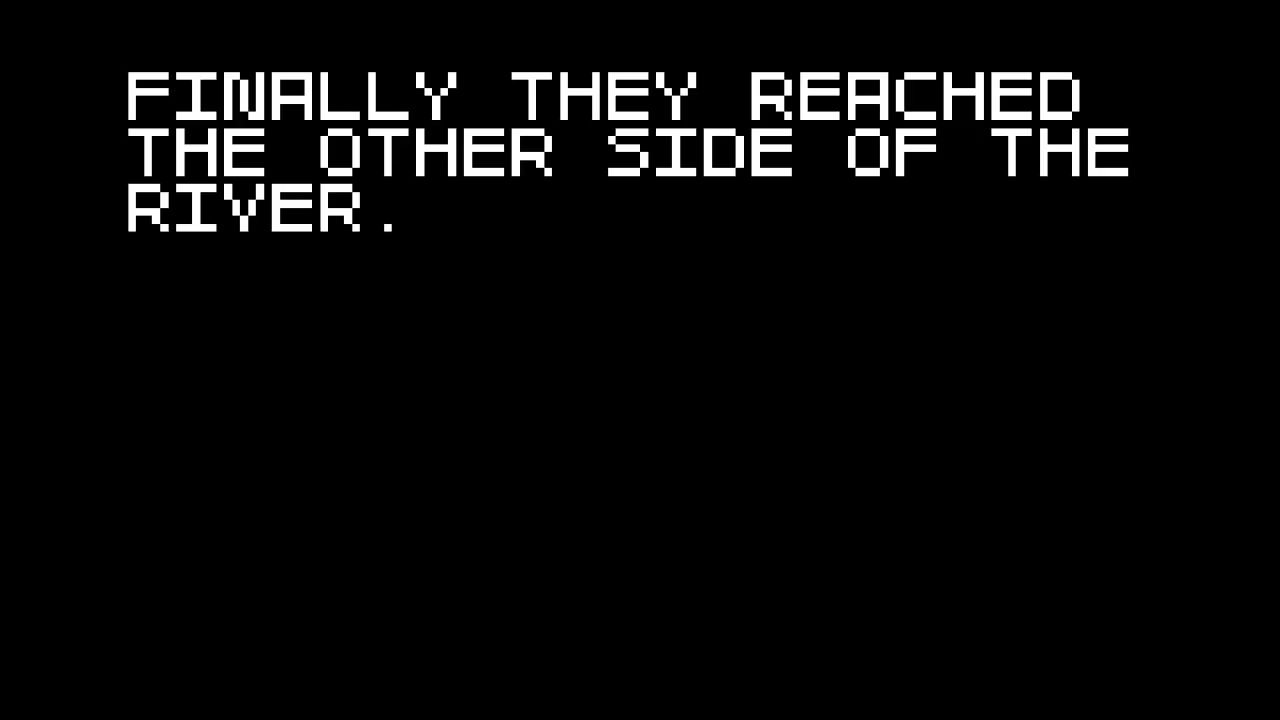 FINALLY THEY REACHED
THE OTHER SIDE OF THE
RIVER.